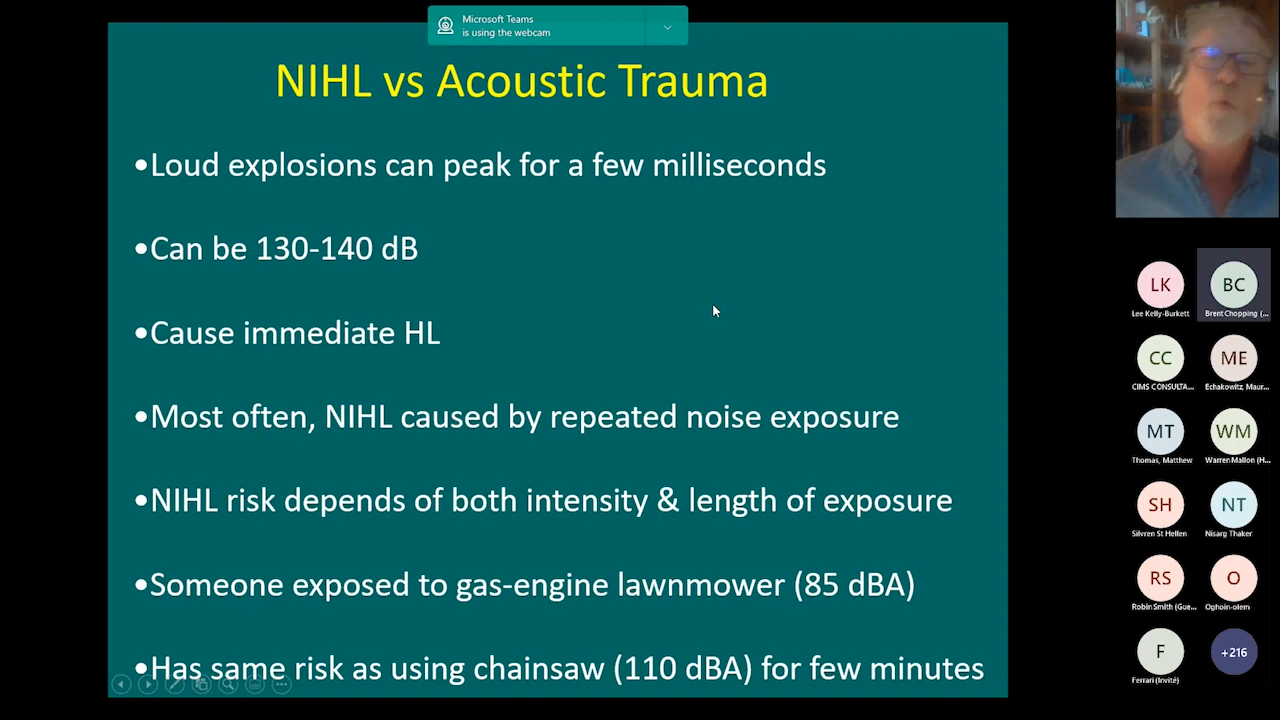 Microsoft Teams
is using the webcam
NIHL vs Acoustic Trauma
•Loud explosions can peak for a few milliseconds
•Can be 130-140 dB
•Cause immediate HL
•Most often, NIHL caused by repeated noise exposure
•NIHL risk depends of both intensity & length of exposure
•Someone exposed to gas-engine lawnmower (85 dBA)
•Has same risk as using chainsaw (110 dBA) for few minutes
LK
BC
Lee Kelly-Burkett
Brent Chopping (...
CC
ME
CIMS CONSULTA...
Echakowitz, Maur...
MT
WM
Thomas, Matthew
Warren Mallon (H...
SH
NT
Silvren St Hellen
Nisarg Thaker
RS
O
Robin Smith (Gue...
Oghoin-olem
F
+216
Ferrari (Invité)